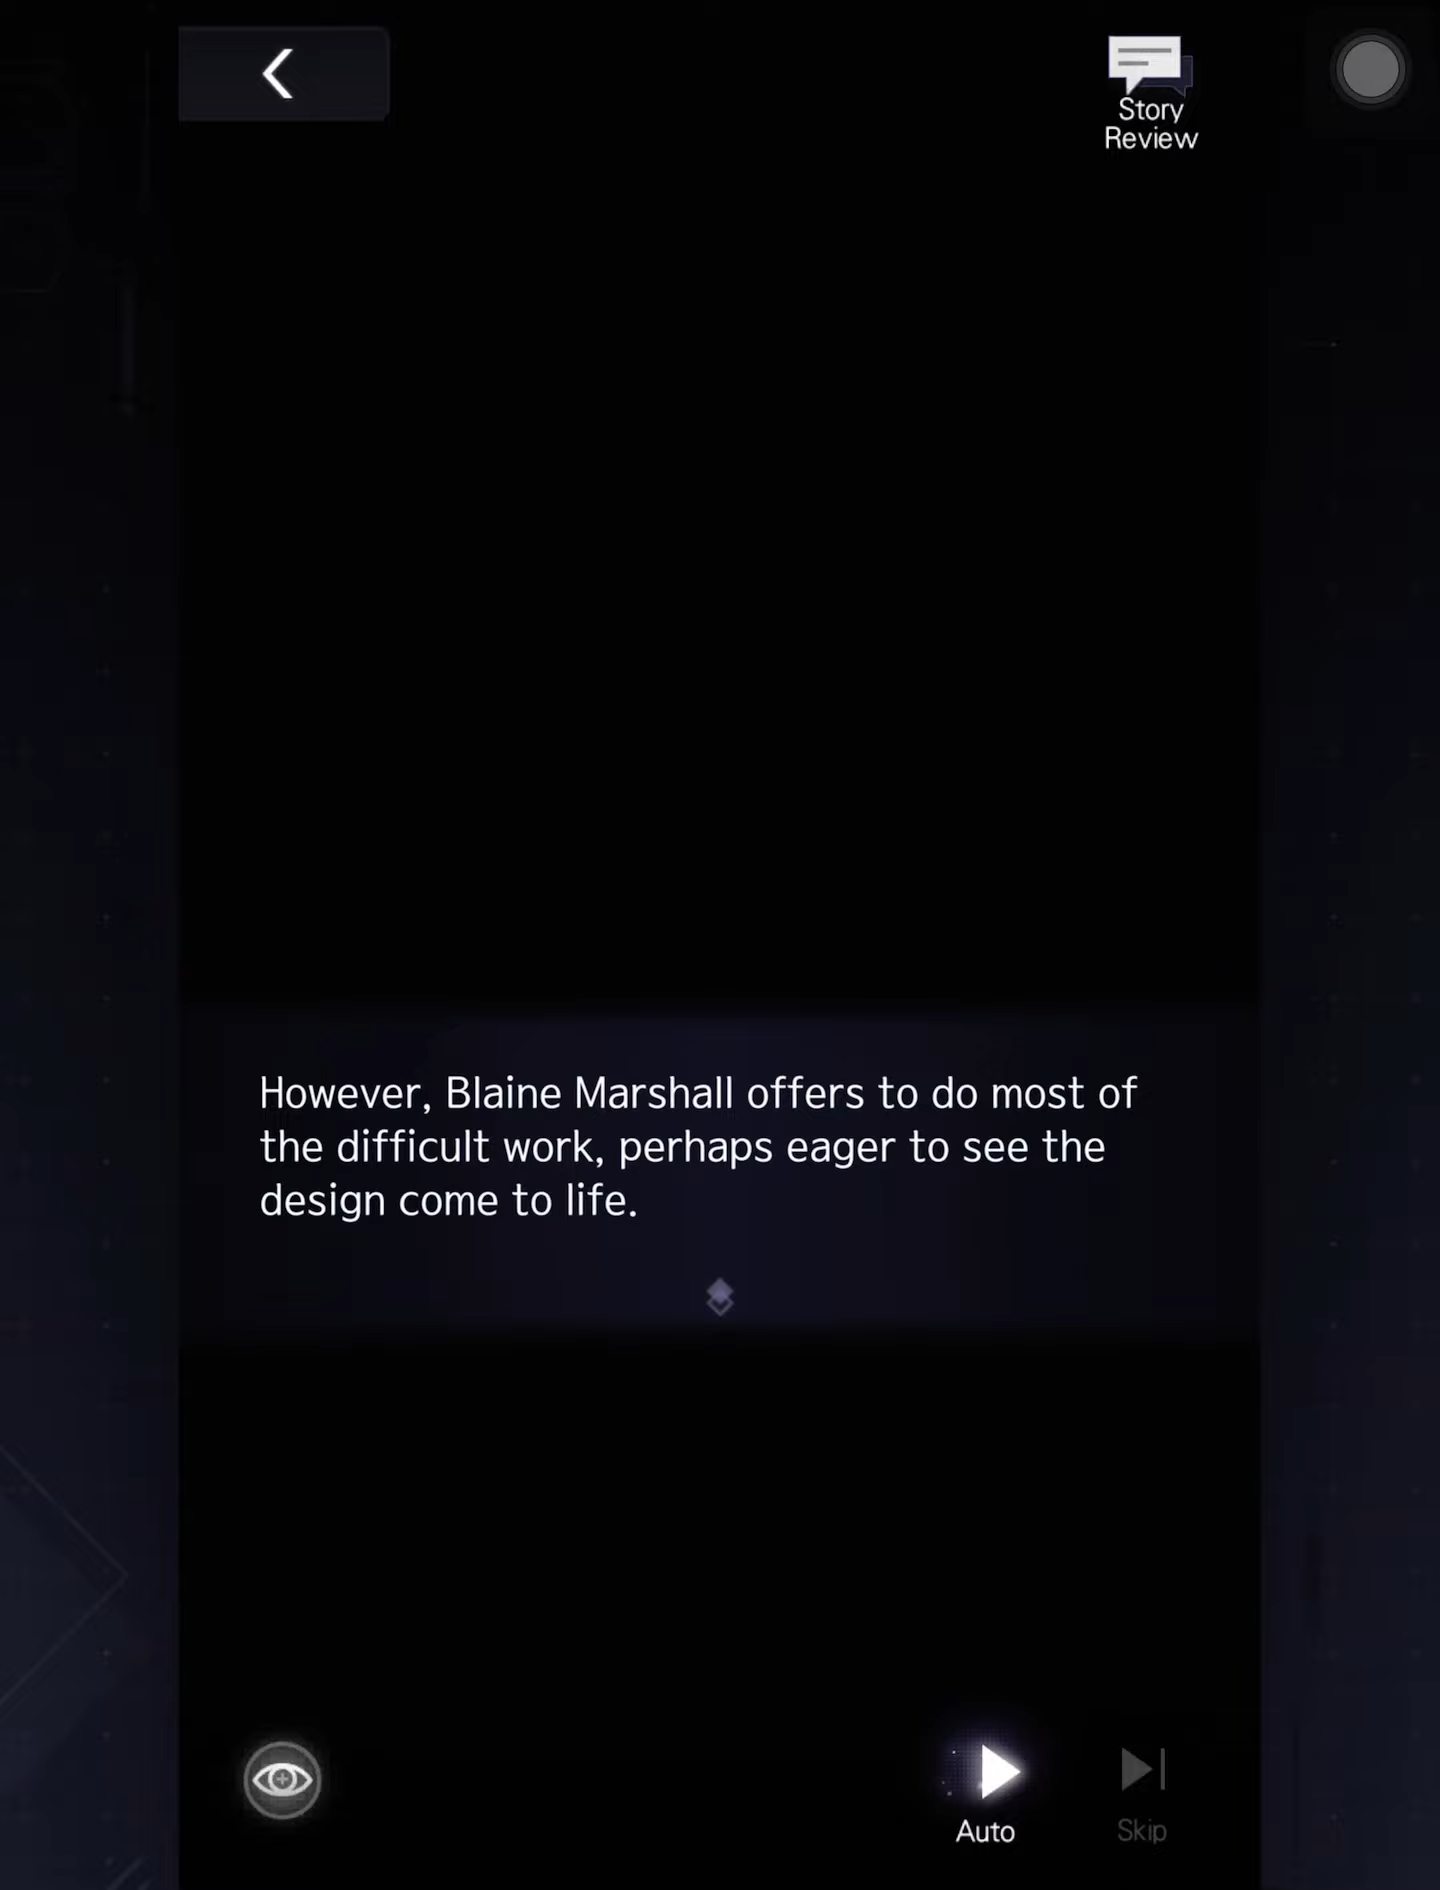 Story
Review
However, Blaine Marshall offers to do most of
the difficult work, perhaps eager to see the
design come to life.
Auto
Skip